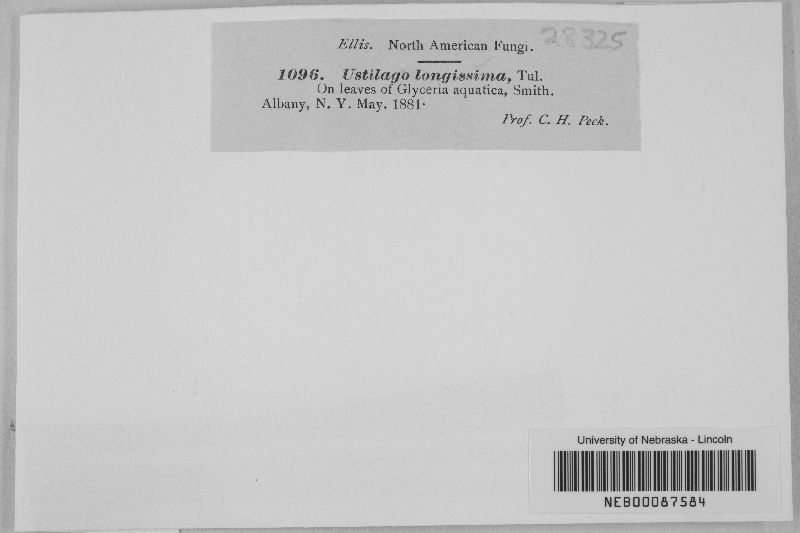 28325
Ellis. North American Fungi.
1096. Ustilago longissima, Tul.
On leaves of Glyceria aquatica, Smith.
Albany, N. Y. May. 1881.
Prof. C. H. Peck.
University of Nebraska - Lincoln
NEB00087584